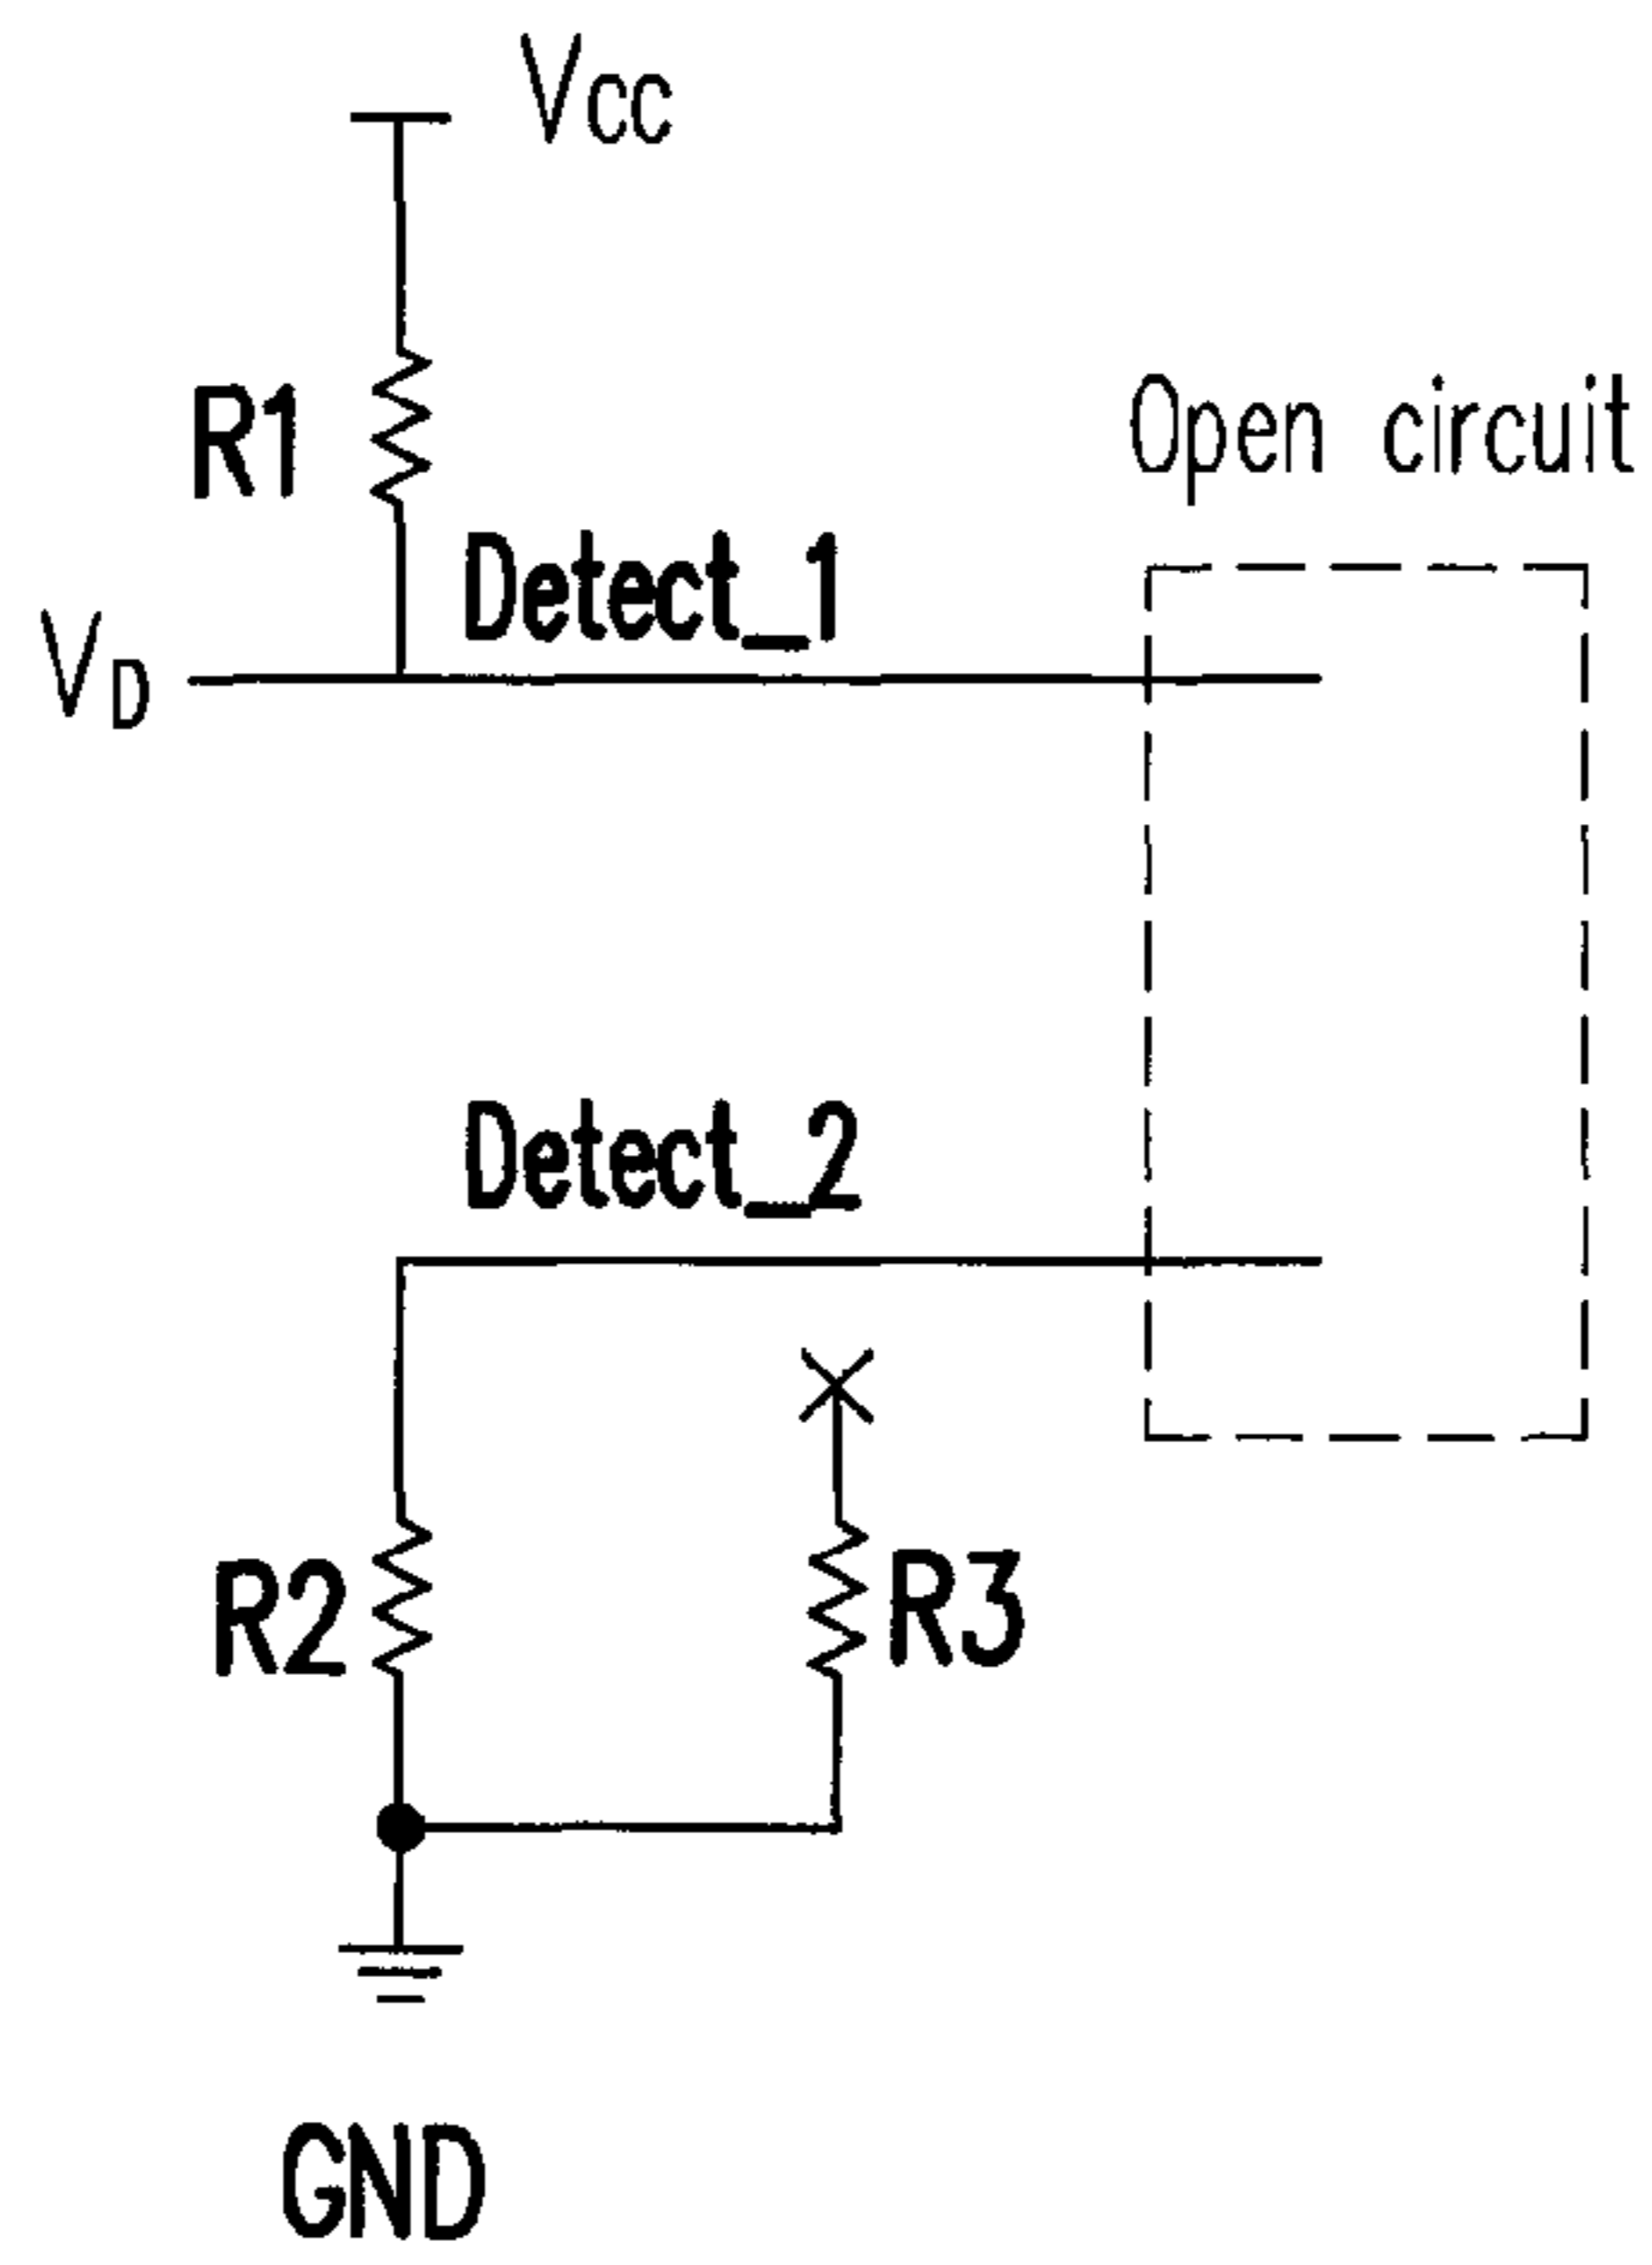 Vcc
R1
Open circuit
Detect_1
VD
Detect_2
R2
R3
GND